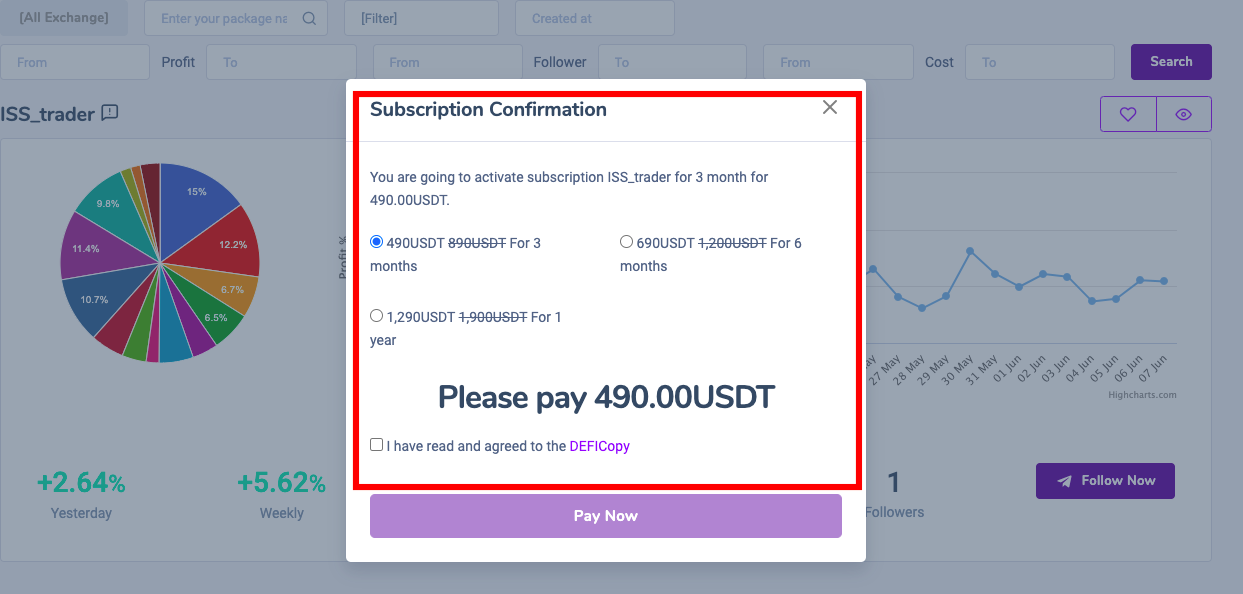 [All Exchange]
Enter your package na
[Filter]
Created at
From
Profit
To
From
Follower
To
From
Cost
To
Search
ISS_trader
Subscription Confirmation
You are going to activate subscription ISS_trader for 3 month for
490.00USDT.
490USDT 890USDT For 3
months
690USDT 1,200USDT For 6
months
1,290USDT 1,900USDT For 1
year
Please pay 490.00USDT
I have read and agreed to the DEFICopy
Pay Now
15%
12.2%
6.7%
6.5%
10.7%
11.4%
9.8%
Profit %
27 May
28 May
29 May
30 May
31 May
01 Jun
02 Jun
03 Jun
04 Jun
05 Jun
06 Jun
07 Jun
Highcharts.com
+2.64%
Yesterday
+5.62%
Weekly
1
Followers
Follow Now